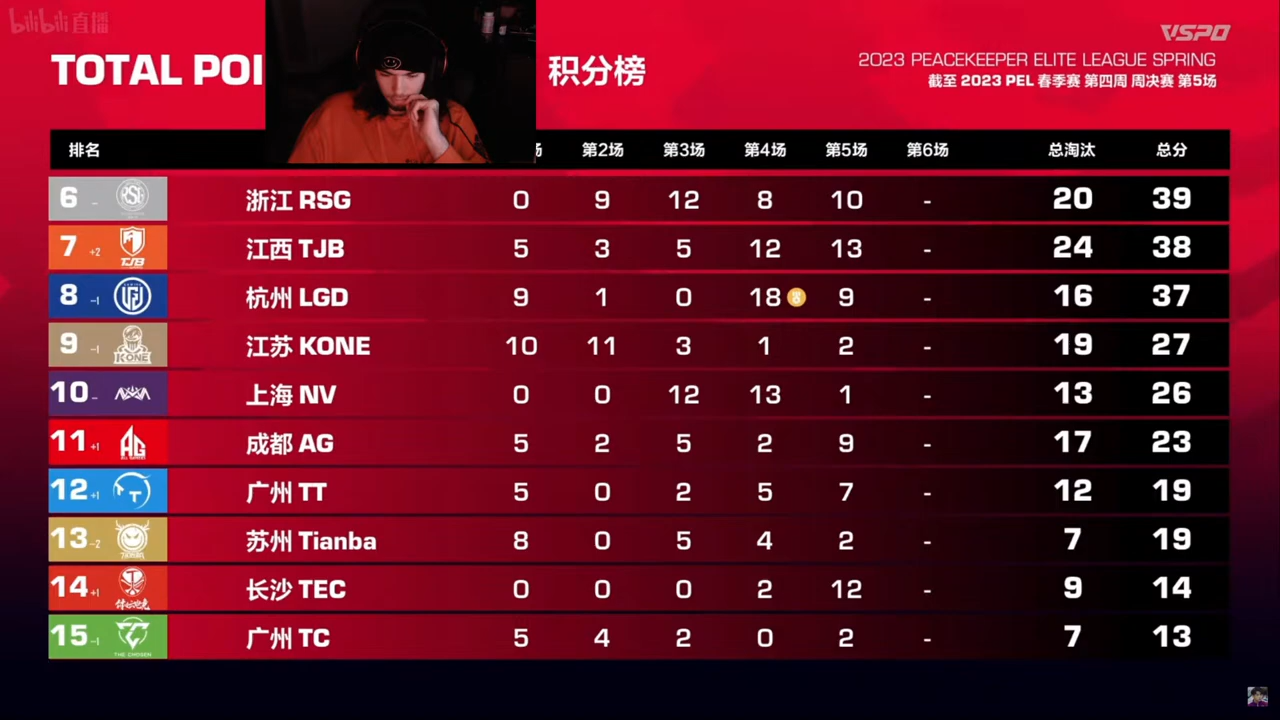 bilibili 直播
VSPO
TOTAL POI 积分榜
2023 PEACEKEEPER ELITE LEAGUE SPRING
截至 2023 PEL 春季赛 第四周 周决赛 第5场
排名 场 第2场 第3场 第4场 第5场 第6场 总淘汰 总分
6 - RSG 浙江 RSG 0 9 12 8 10 - 20 39
7 +2 TJB 江西 TJB 5 3 5 12 13 - 24 38
8 -1 杭州 LGD 9 1 0 18 9 - 16 37
9 -1 KONE 江苏 KONE 10 11 3 1 2 - 19 27
10 - 上海 NV 0 0 12 13 1 - 13 26
11 +1 AG 成都 AG 5 2 5 2 9 - 17 23
12 +1 T 广州 TT 5 0 2 5 7 - 12 19
13 -2 苏州 Tianba 8 0 5 4 2 - 7 19
14 +1 长沙 TEC 0 0 0 2 12 - 9 14
15 -1 THE CHOSEN 广州 TC 5 4 2 0 2 - 7 13